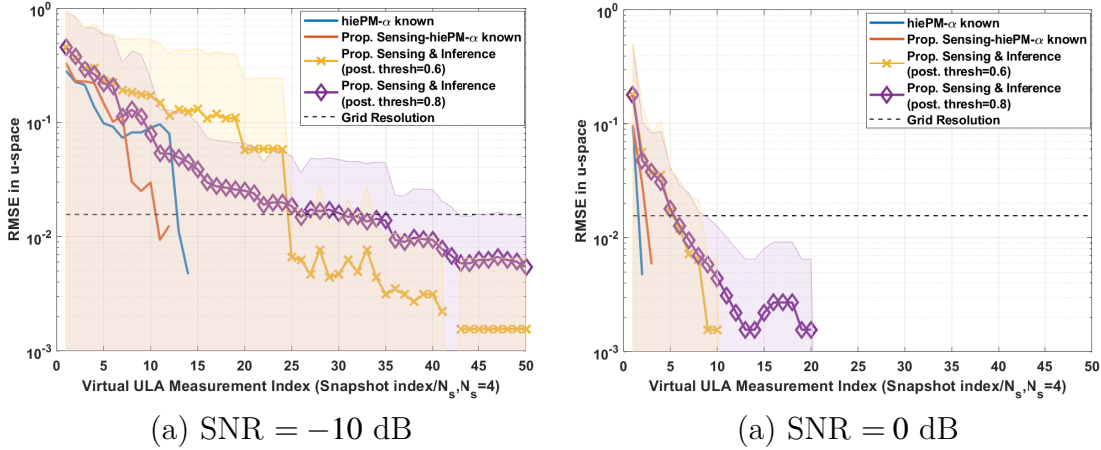 hiePM-α known
Prop. Sensing-hiePM-α known
Prop. Sensing & Inference
(post. thresh=0.6)
Prop. Sensing & Inference
(post. thresh=0.8)
Grid Resolution
RMSE in u-space
10^0
10^-1
10^-2
10^-3
0 5 10 15 20 25 30 35 40 45 50
Virtual ULA Measurement Index (Snapshot index/N_s,N_s=4)
(a) SNR = −10 dB
hiePM-α known
Prop. Sensing-hiePM-α known
Prop. Sensing & Inference
(post. thresh=0.6)
Prop. Sensing & Inference
(post. thresh=0.8)
Grid Resolution
RMSE in u-space
10^0
10^-1
10^-2
10^-3
0 5 10 15 20 25 30 35 40 45 50
Virtual ULA Measurement Index (Snapshot index/N_s,N_s=4)
(a) SNR = 0 dB